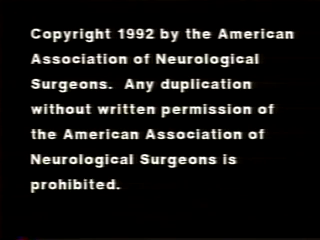 Copyright 1992 by the American
Association of Neurological
Surgeons.  Any duplication
without written permission of
the American Association of
Neurological Surgeons is
prohibited.